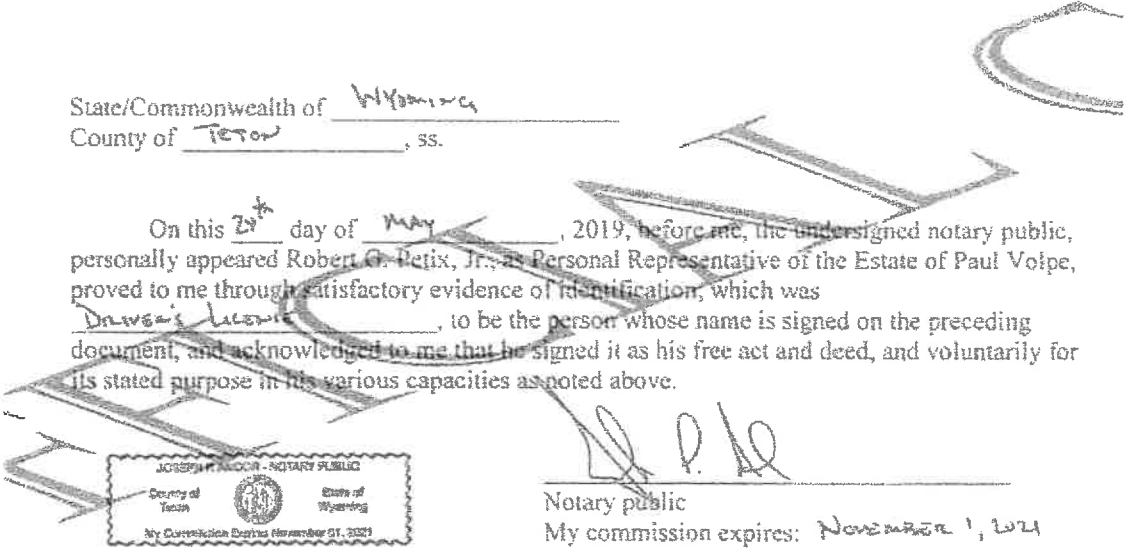 State/Commonwealth of Wyoming
County of Teton, ss.
On this day of May, 2019, before me, the undersigned notary public,
personally appeared Robert G. Petix, Jr., as Personal Representative of the Estate of Paul Volpe,
proved to me through satisfactory evidence of identification, which was
Driver's License, to be the person whose name is signed on the preceding
document, and acknowledged to me that he signed it as his free act and deed, and voluntarily for
its stated purpose in his various capacities as noted above.
JOSEPH - NOTARY PUBLIC
County of Teton
State of Wyoming
My Commission Expires November 01, 2021
Notary public
My commission expires: November 1, 2021